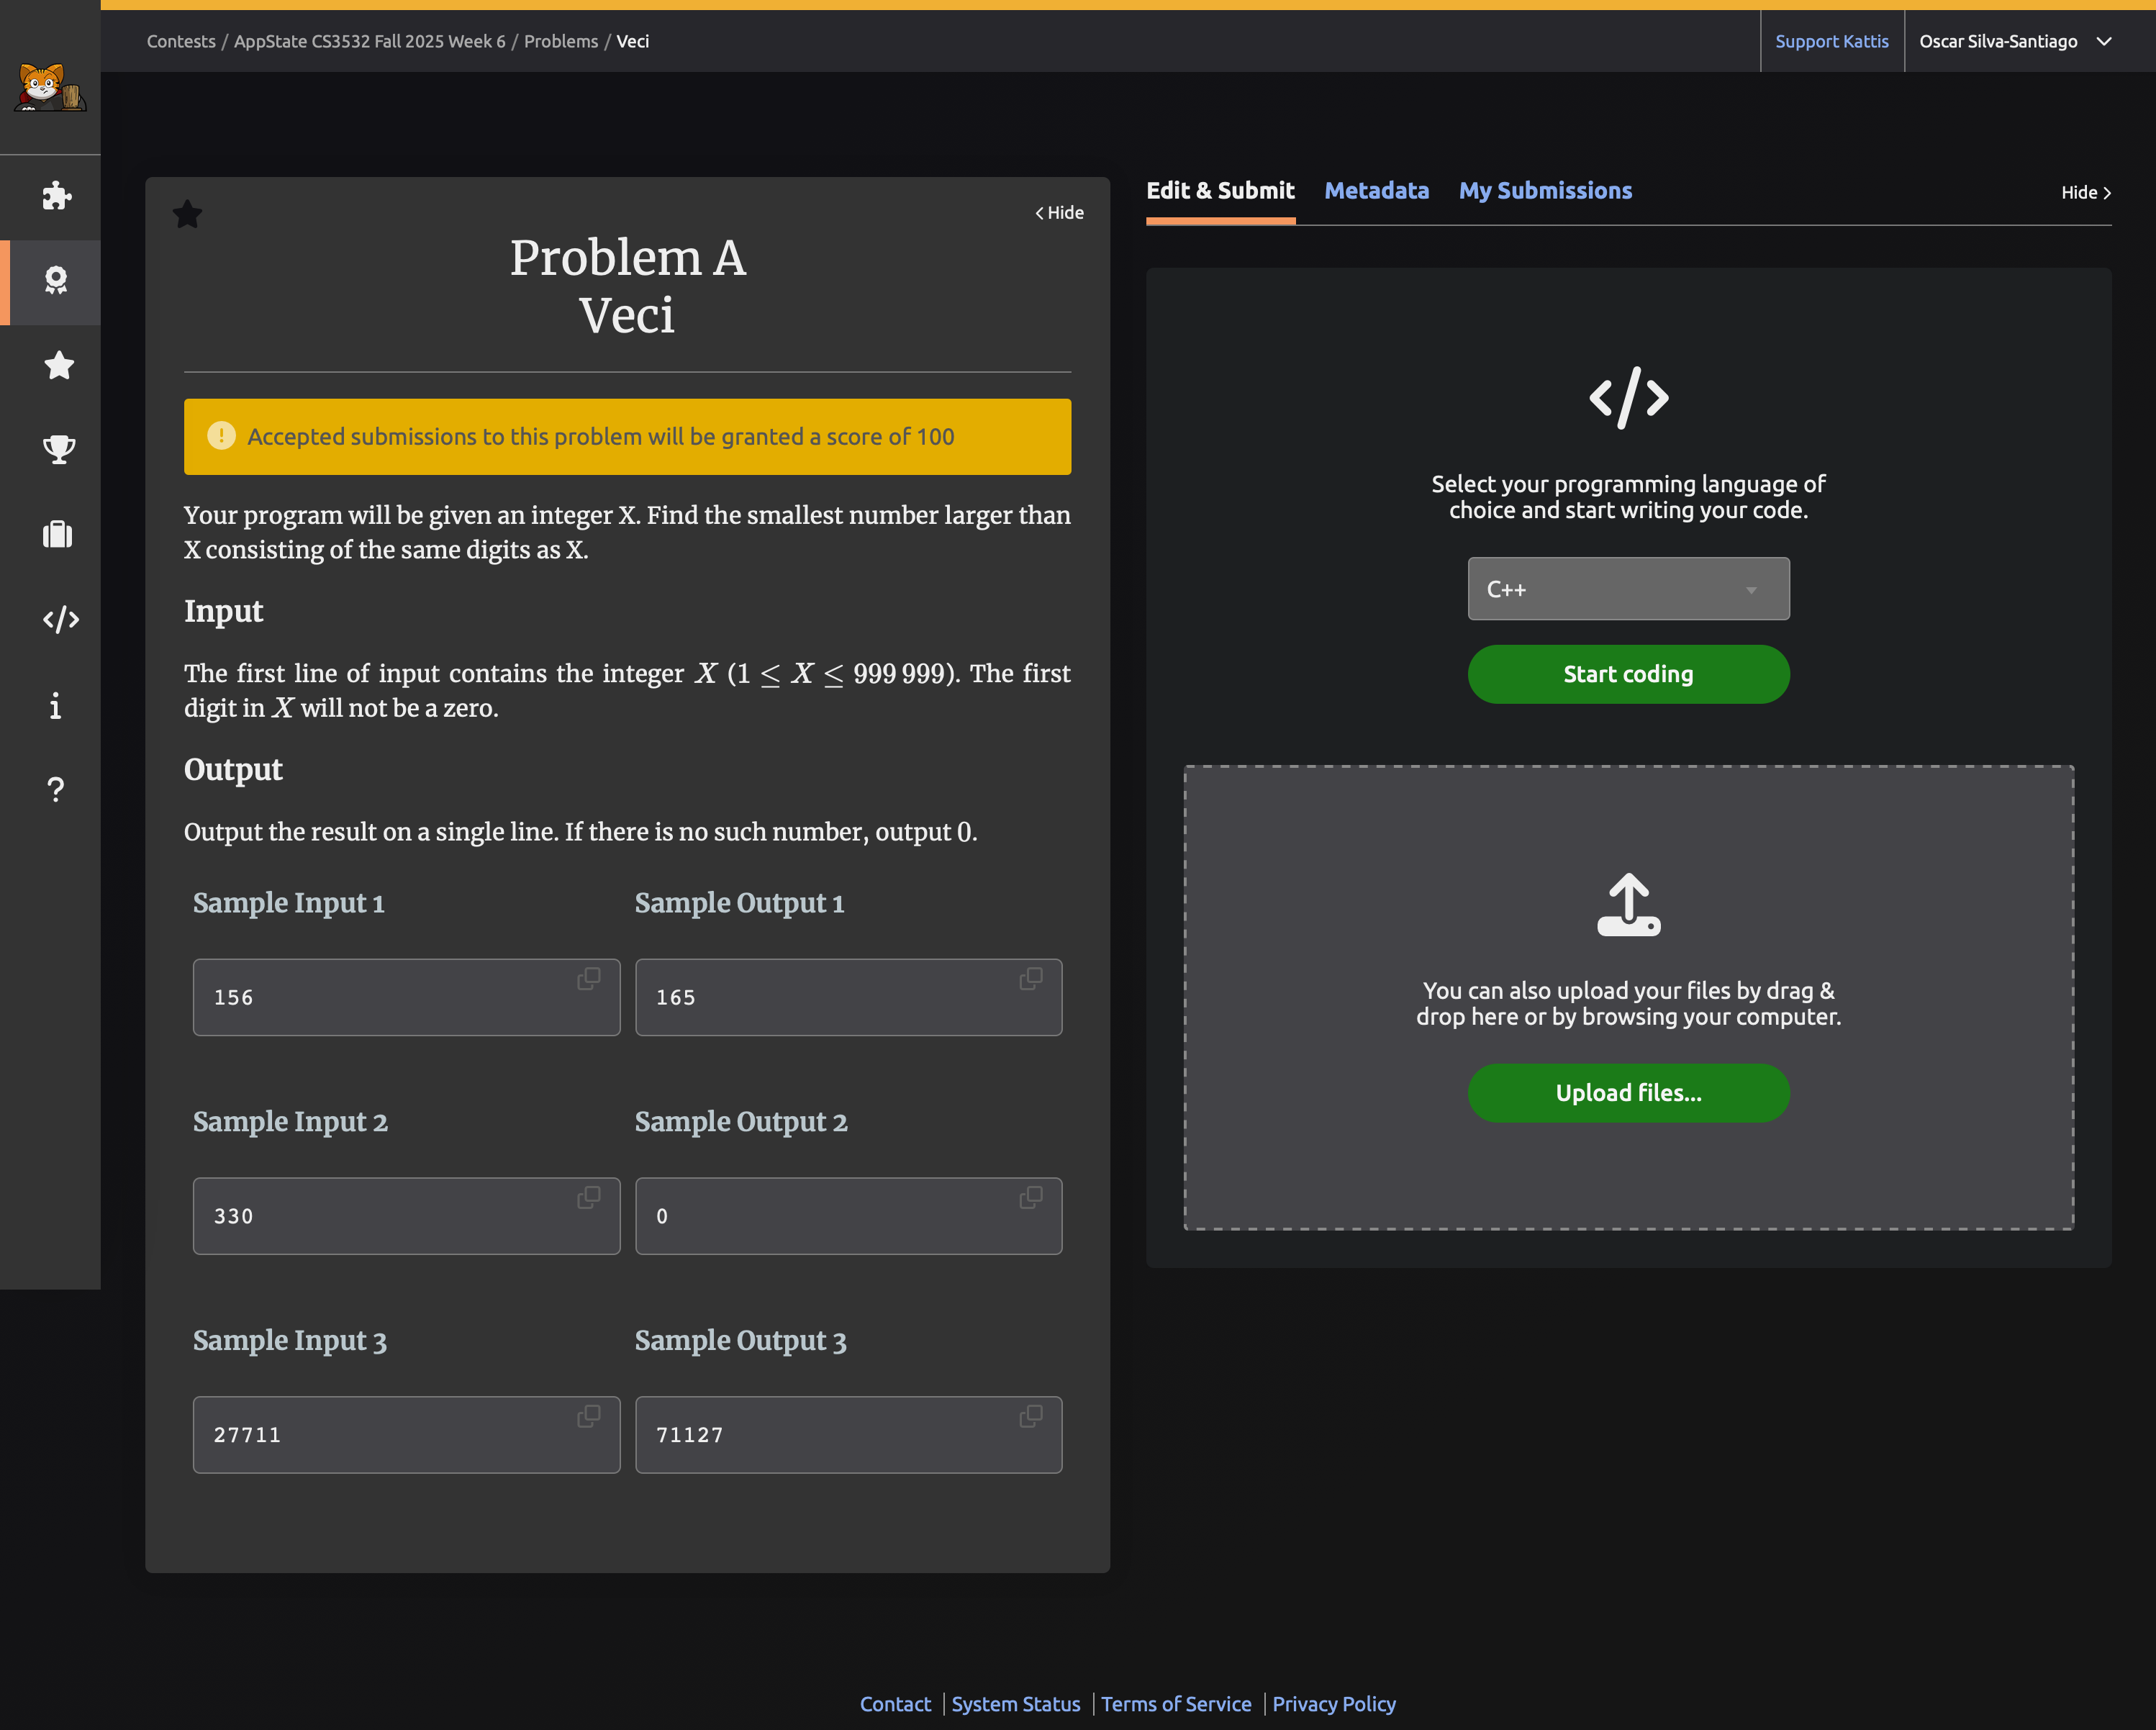 Contests / AppState CS3532 Fall 2025 Week 6 / Problems / Veci
Support Kattis
Oscar Silva-Santiago
Hide
Problem A
Veci
Accepted submissions to this problem will be granted a score of 100
Your program will be given an integer X. Find the smallest number larger than
X consisting of the same digits as X.
Input
The first line of input contains the integer X (1 ≤ X ≤ 999 999). The first
digit in X will not be a zero.
Output
Output the result on a single line. If there is no such number, output 0.
Sample Input 1
Sample Output 1
156
165
Sample Input 2
Sample Output 2
330
0
Sample Input 3
Sample Output 3
27711
71127
Edit & Submit
Metadata
My Submissions
Hide
</>
Select your programming language of
choice and start writing your code.
C++
Start coding
You can also upload your files by drag &
drop here or by browsing your computer.
Upload files...
Contact
System Status
Terms of Service
Privacy Policy